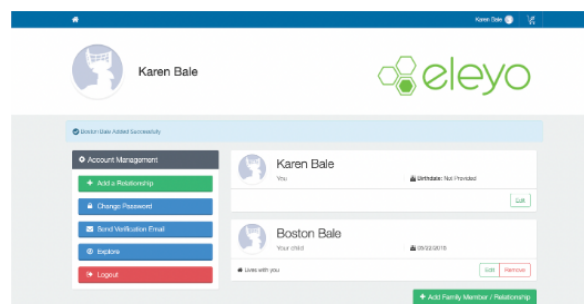 Karen Bale
Karen Bale
eleyo
Boston Bale Added Successfully
Account Management
Add a Relationship
Change Password
Send Verification Email
Explore
Logout
Karen Bale
You
Birthdate: Not Provided
Edit
Boston Bale
Your child
Lives with you
Edit
Remove
Add Family Member / Relationship